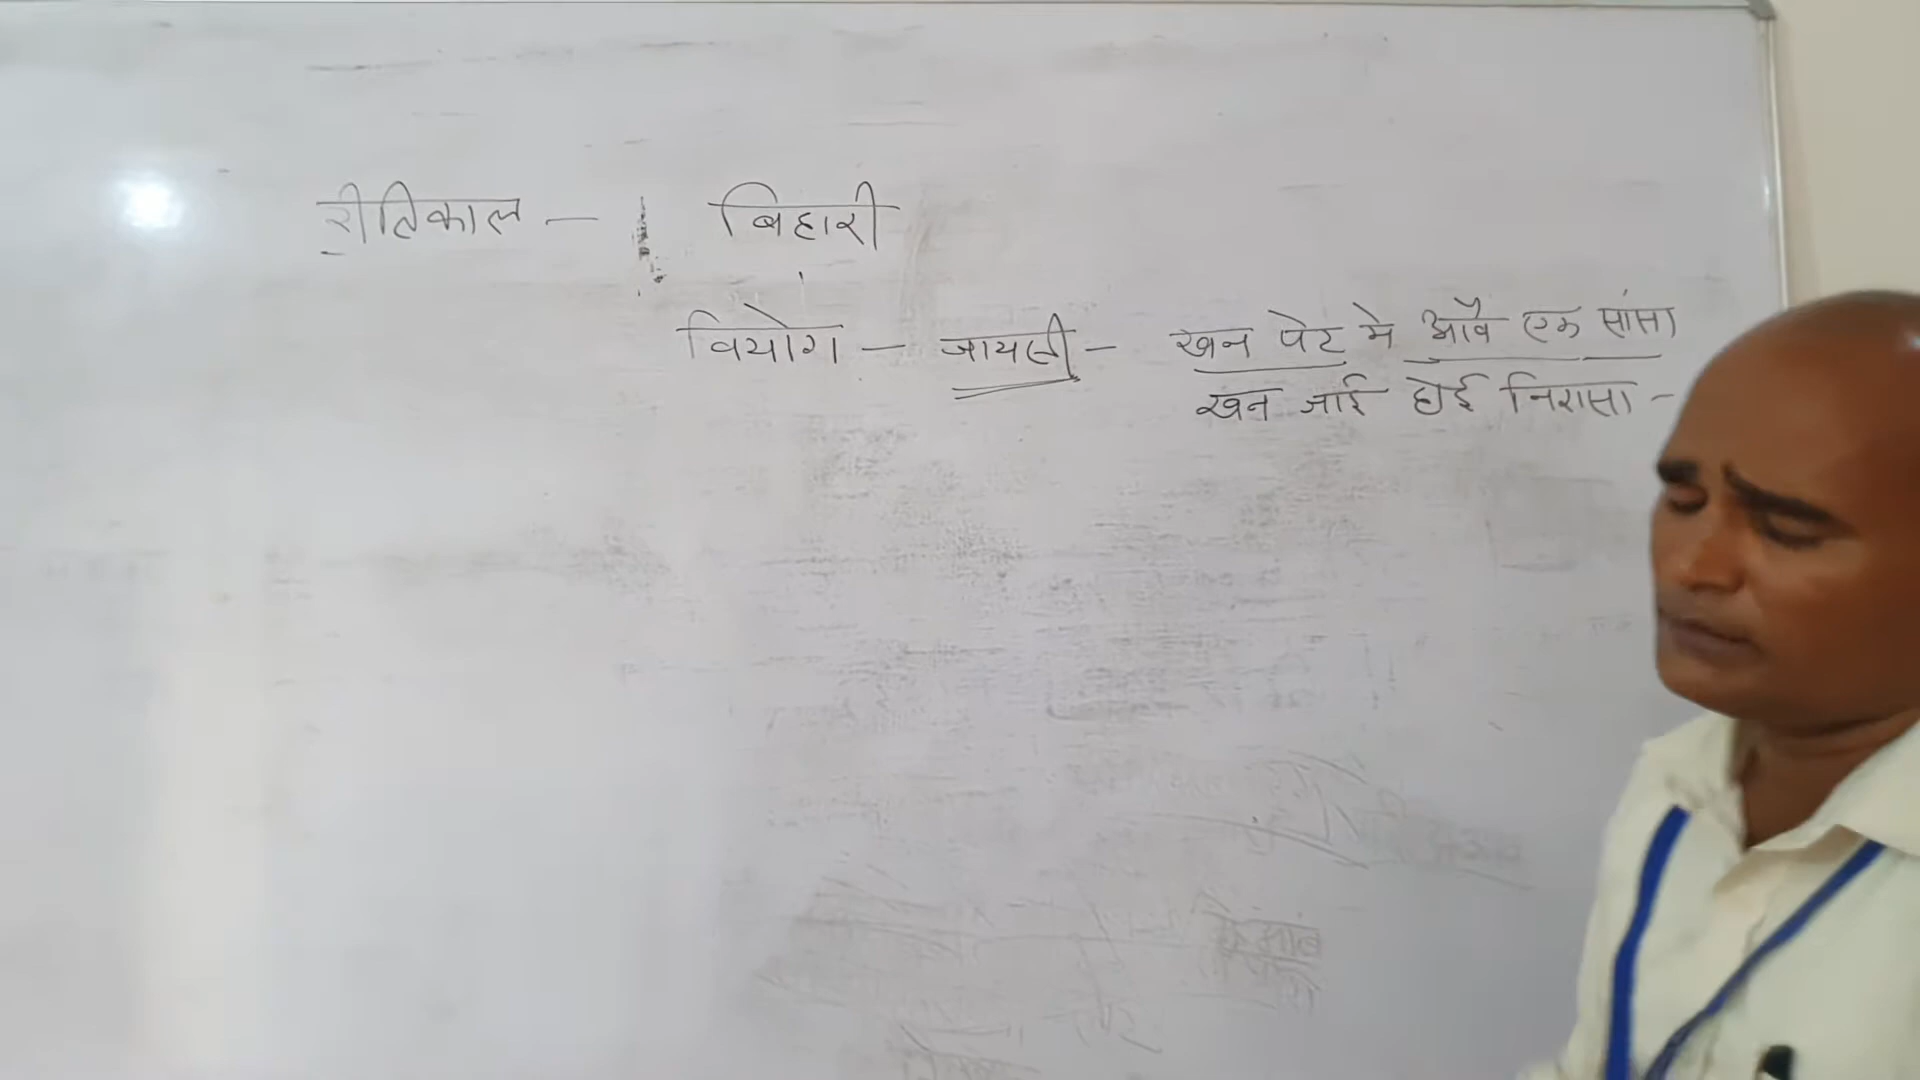 रीतिकाल — बिहारी
वियोग — जायसी — खन पेट मे आवै एक सांसा
खन जाई होई निरासा —